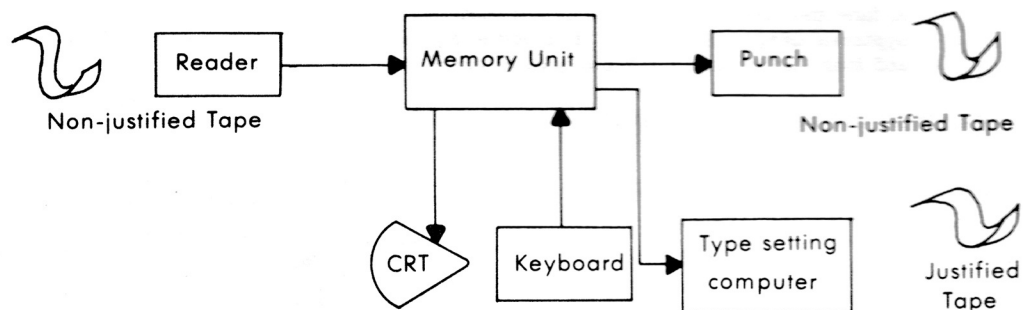 Reader
Memory Unit
Punch
Non-justified Tape
Non-justified Tape
CRT
Keyboard
Type setting
computer
Justified
Tape